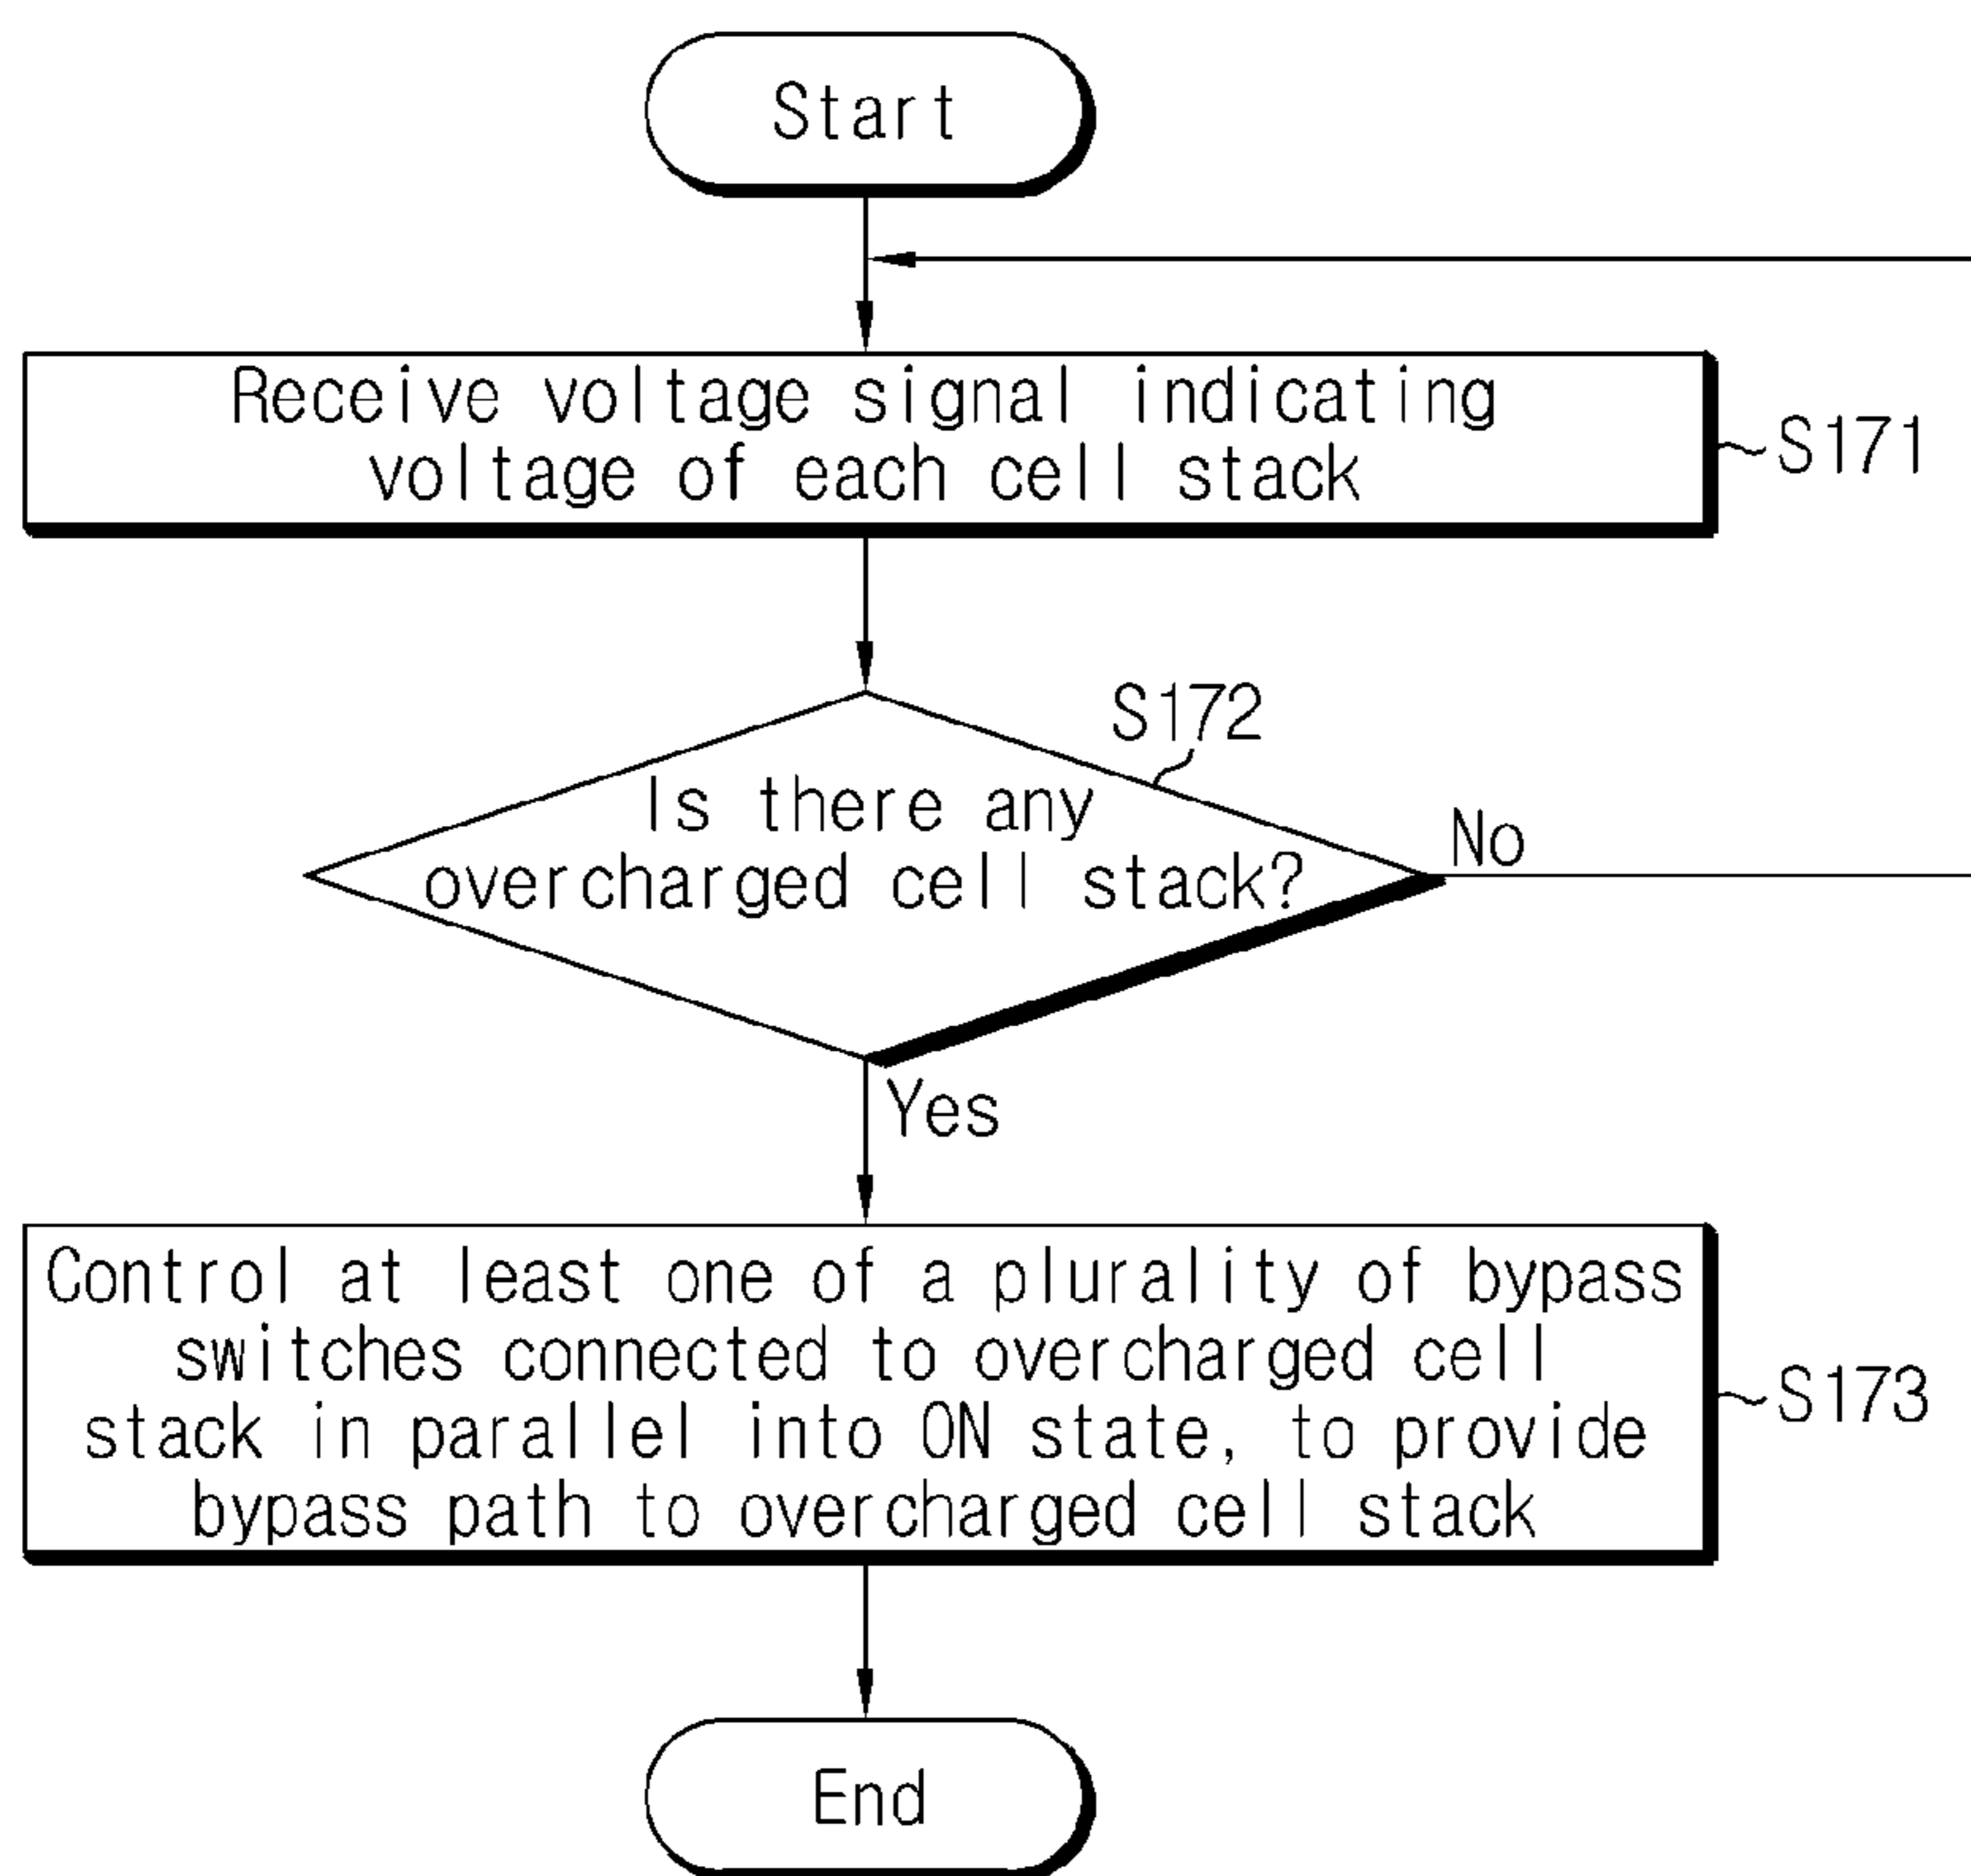 Start
Receive voltage signal indicating
voltage of each cell stack
S171
S172
Is there any
overcharged cell stack?
No
Yes
Control at least one of a plurality of bypass
switches connected to overcharged cell
stack in parallel into ON state, to provide
bypass path to overcharged cell stack
S173
End